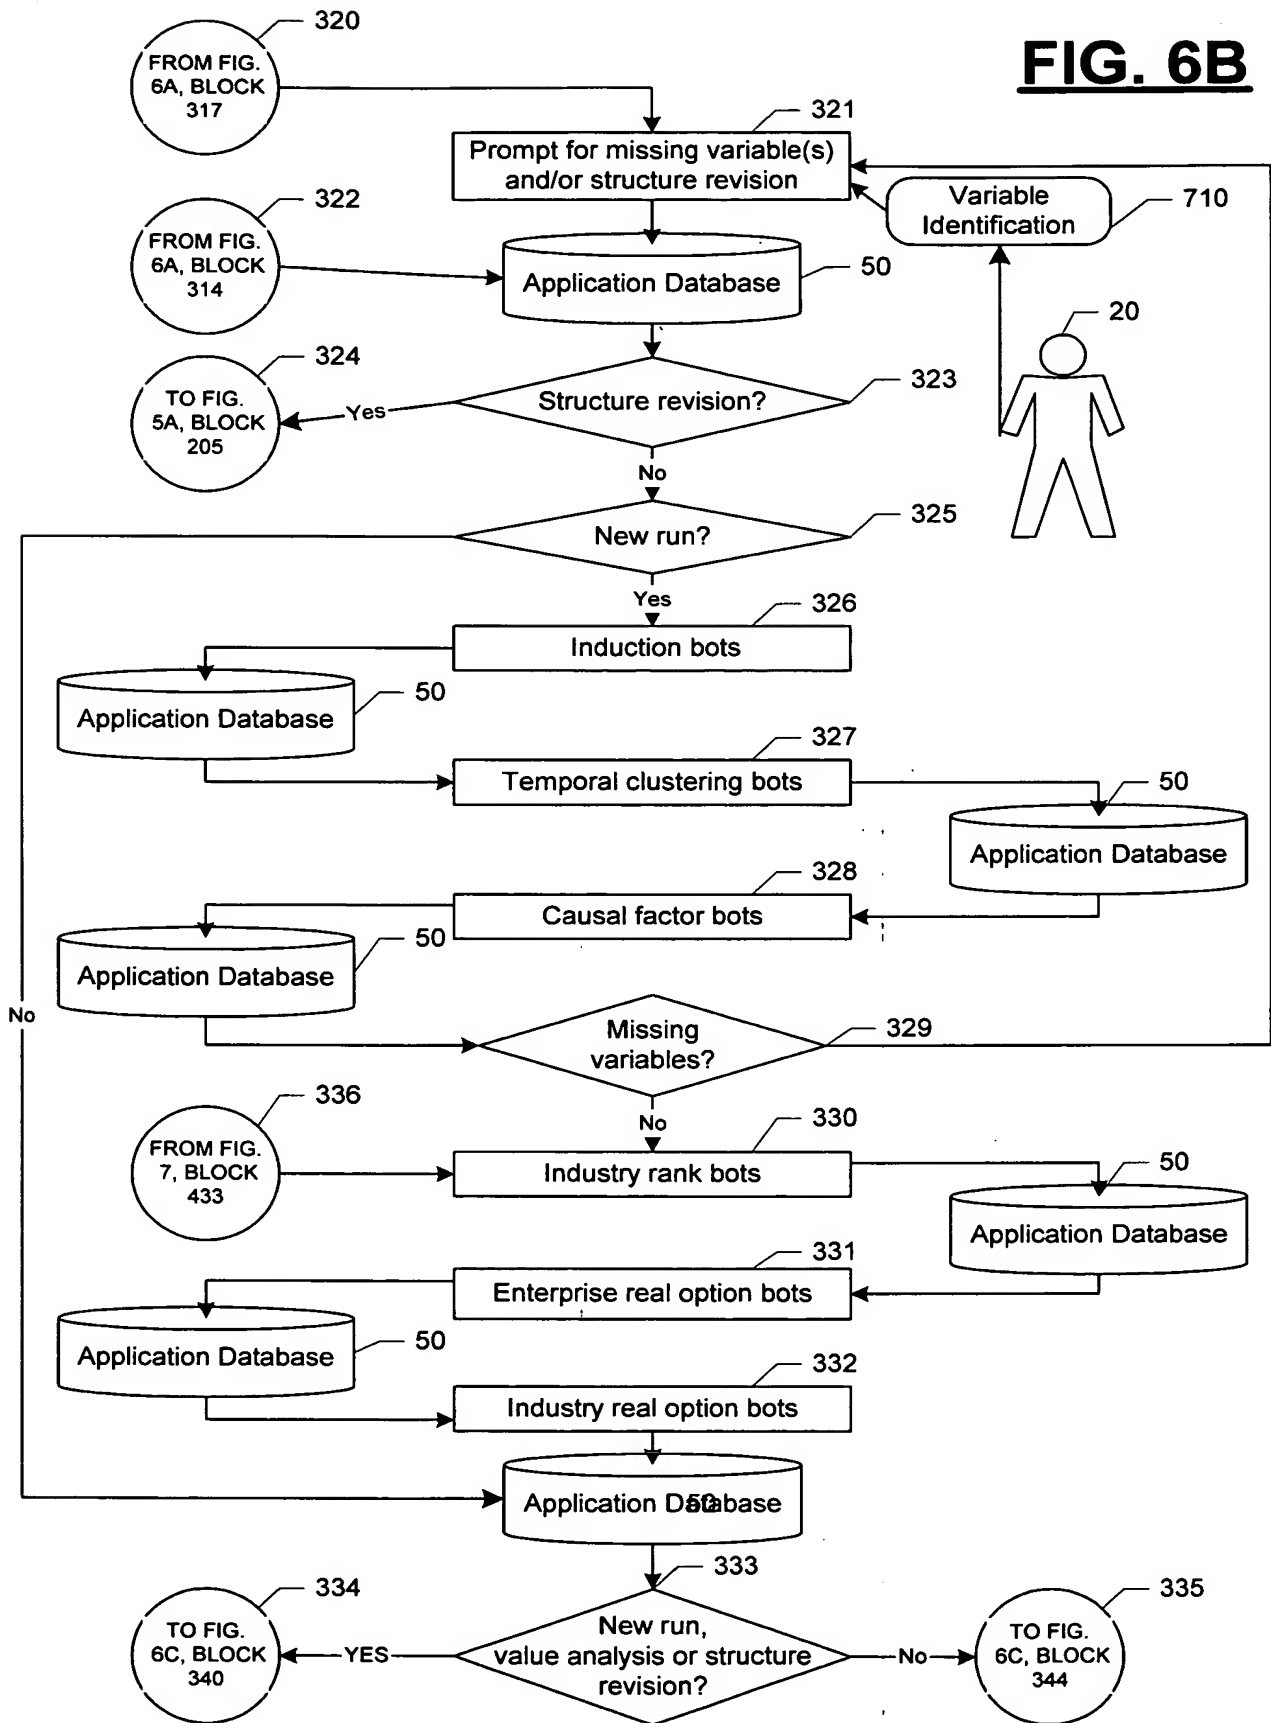 320
FROM FIG.
6A, BLOCK
317
FIG. 6B
321
Prompt for missing variable(s)
and/or structure revision
322
FROM FIG.
6A, BLOCK
314
Variable
Identification
710
Application Database
50
20
324
TO FIG.
5A, BLOCK
205
Yes
Structure revision?
323
No
New run?
325
Yes
326
Induction bots
Application Database
50
327
Temporal clustering bots
50
Application Database
328
Causal factor bots
Application Database
50
No
Missing
variables?
329
336
FROM FIG.
7, BLOCK
433
No
330
Industry rank bots
50
Application Database
331
Enterprise real option bots
Application Database
50
332
Industry real option bots
Application Database
50
333
334
TO FIG.
6C, BLOCK
340
YES
New run,
value analysis or structure
revision?
No
335
TO FIG.
6C, BLOCK
344